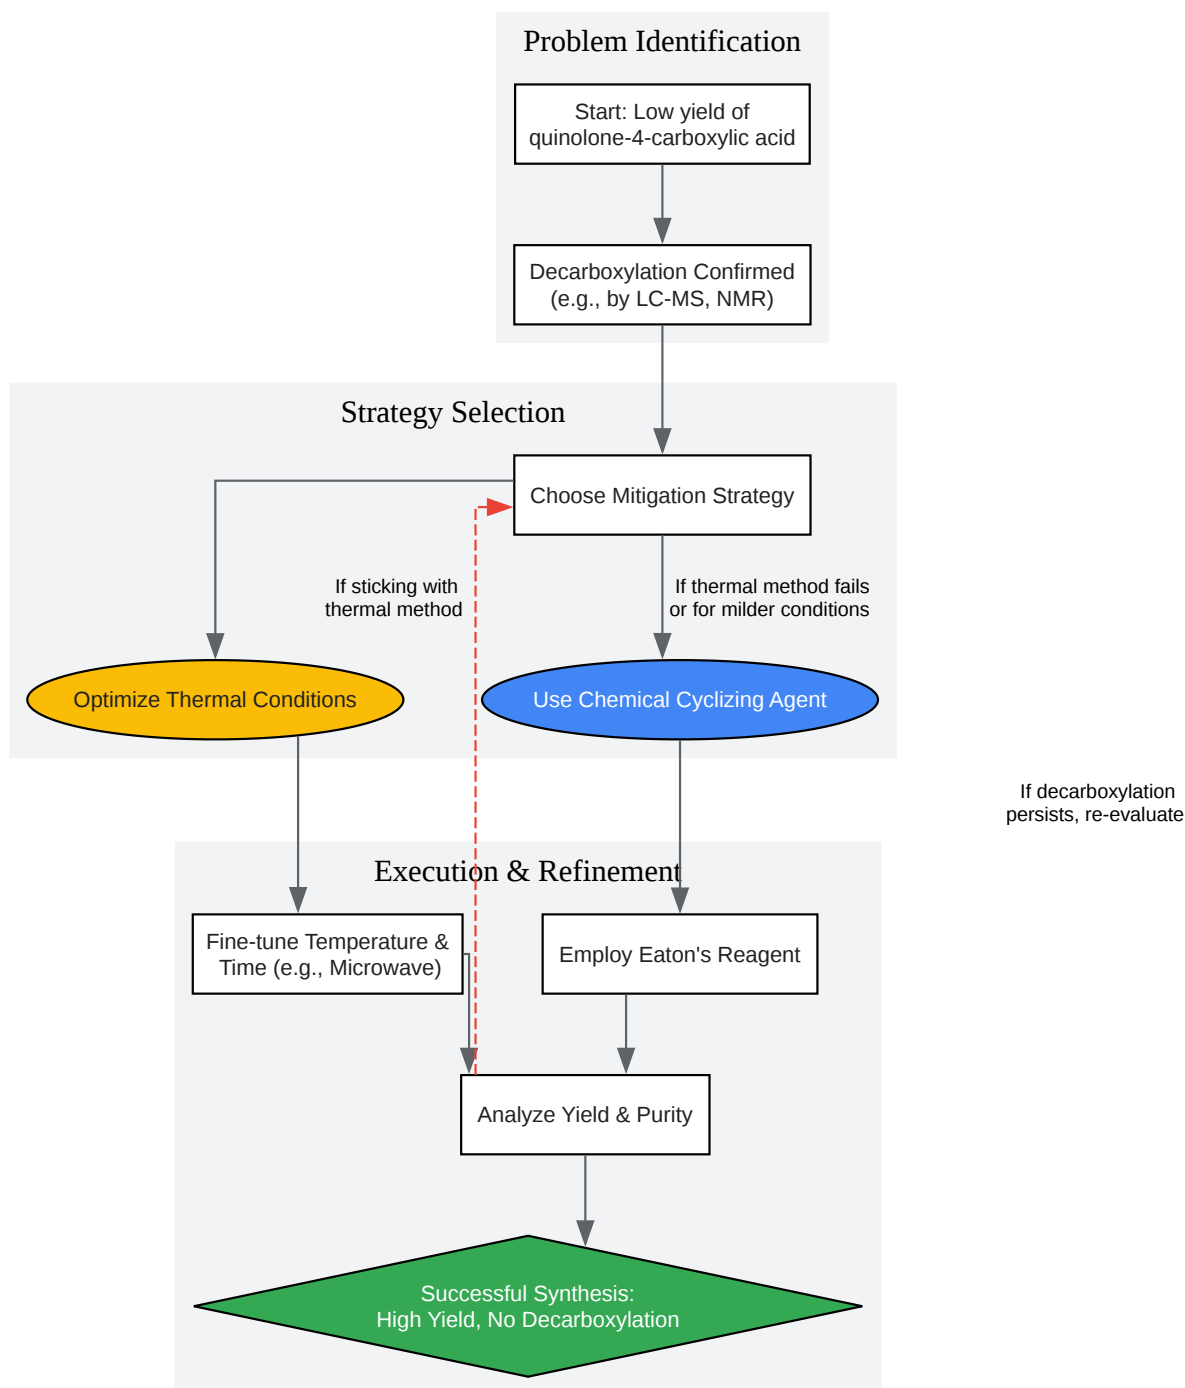 Problem Identification
Start: Low yield of
quinolone-4-carboxylic acid
Decarboxylation Confirmed
(e.g., by LC-MS, NMR)
Strategy Selection
Choose Mitigation Strategy
If sticking with
thermal method
If thermal method fails
or for milder conditions
Optimize Thermal Conditions
Use Chemical Cyclizing Agent
If decarboxylation
persists, re-evaluate
Execution & Refinement
Fine-tune Temperature &
Time (e.g., Microwave)
Employ Eaton's Reagent
Analyze Yield & Purity
Successful Synthesis:
High Yield, No Decarboxylation